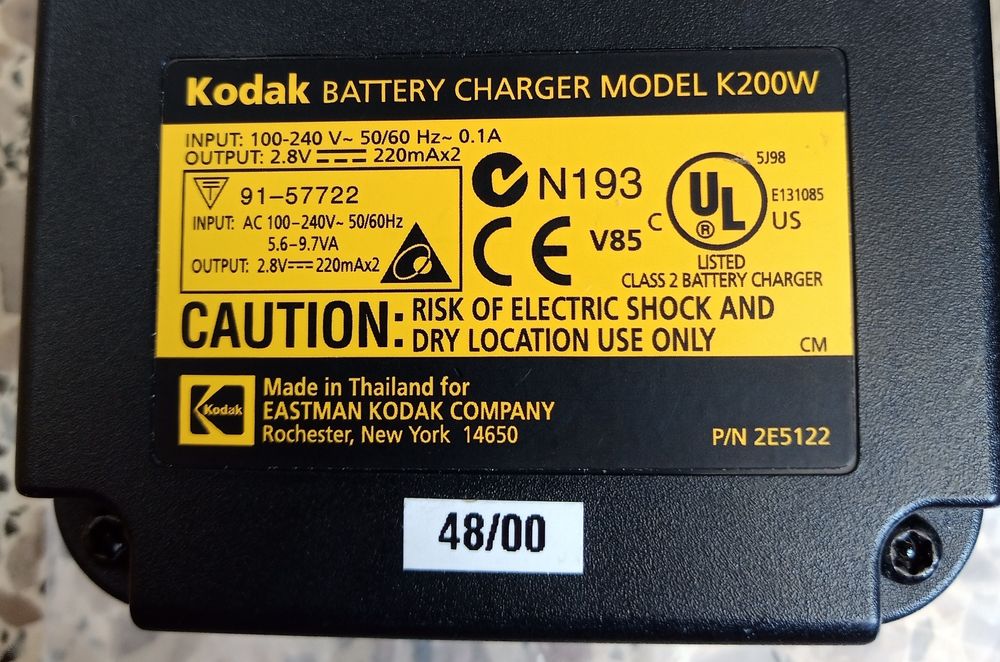 Kodak BATTERY CHARGER MODEL K200W
INPUT: 100-240 V~ 50/60 Hz~ 0.1A
OUTPUT: 2.8V ⎓ 220mAx2
T 91-57722
INPUT: AC 100-240V~ 50/60Hz
5.6-9.7VA
OUTPUT: 2.8V⎓220mAx2
N193
CE V85
5J98
C UL ® US
E131085
LISTED
CLASS 2 BATTERY CHARGER
CAUTION: RISK OF ELECTRIC SHOCK AND
DRY LOCATION USE ONLY
CM
Kodak
Made in Thailand for
EASTMAN KODAK COMPANY
Rochester, New York 14650
P/N 2E5122
48/00